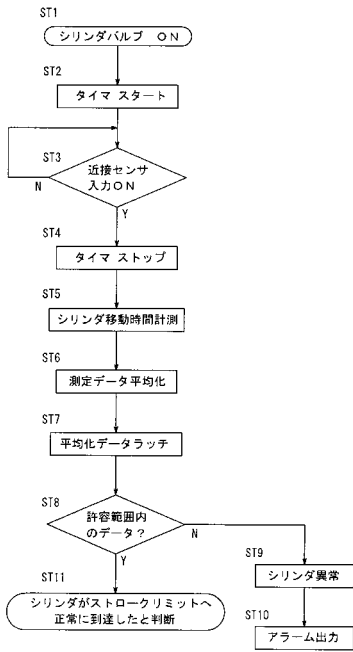 ST1
シリンダバルブ ON
ST2
タイマ スタート
ST3
近接センサ
入力ON
N
Y
ST4
タイマ ストップ
ST5
シリンダ移動時間計測
ST6
測定データ平均化
ST7
平均化データラッチ
ST8
許容範囲内
のデータ?
N
Y
ST9
シリンダ異常
ST10
アラーム出力
ST11
シリンダがストロークリミットへ
正常に到達したと判断